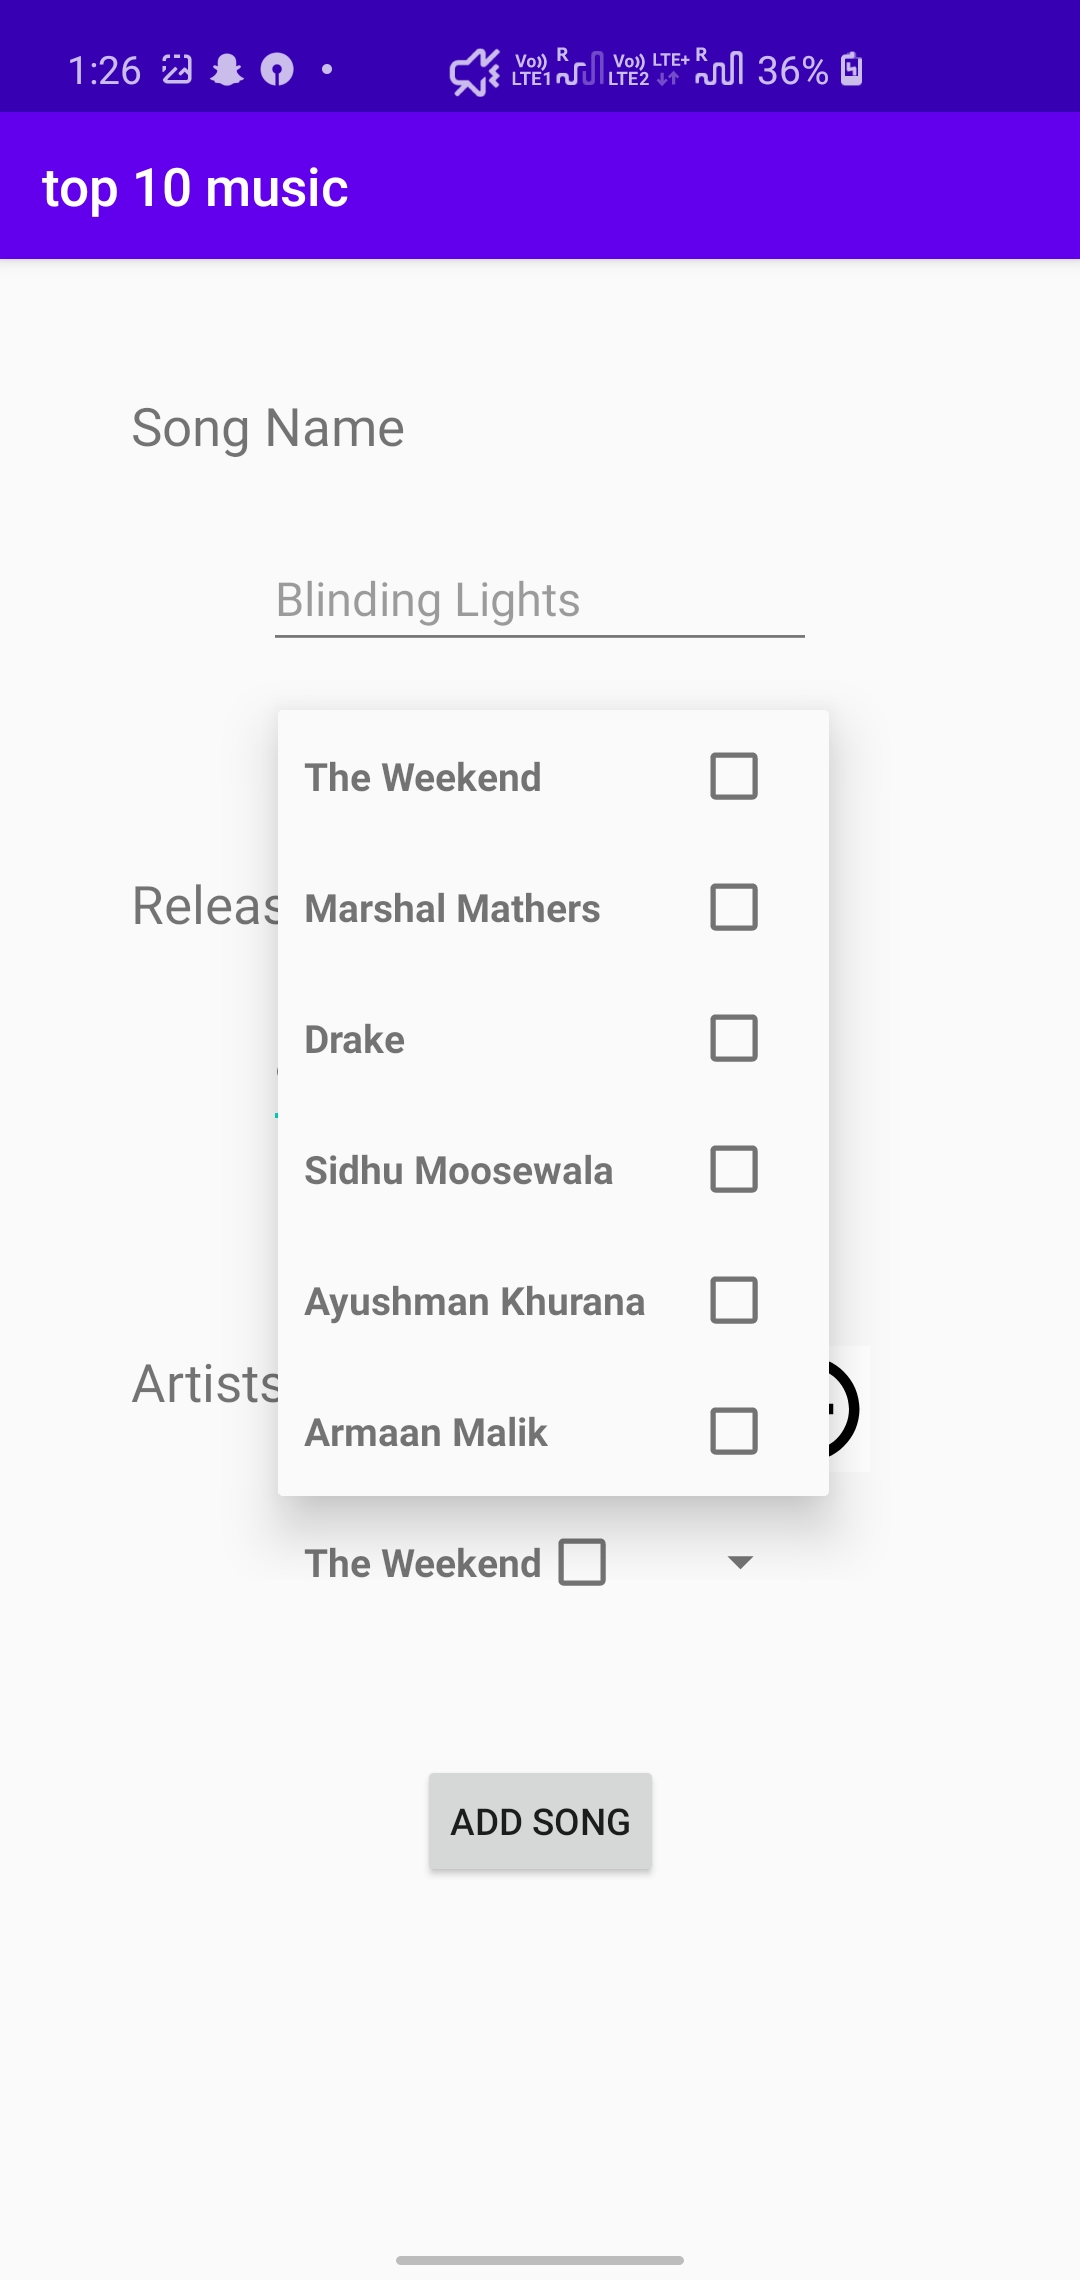 1:26 Vo)) R Vo)) LTE+ R 36%
LTE1 LTE2
top 10 music
Song Name
Blinding Lights
The Weekend
Releas
Marshal Mathers
Drake
Sidhu Moosewala
Ayushman Khurana
Artists
Armaan Malik
The Weekend
ADD SONG